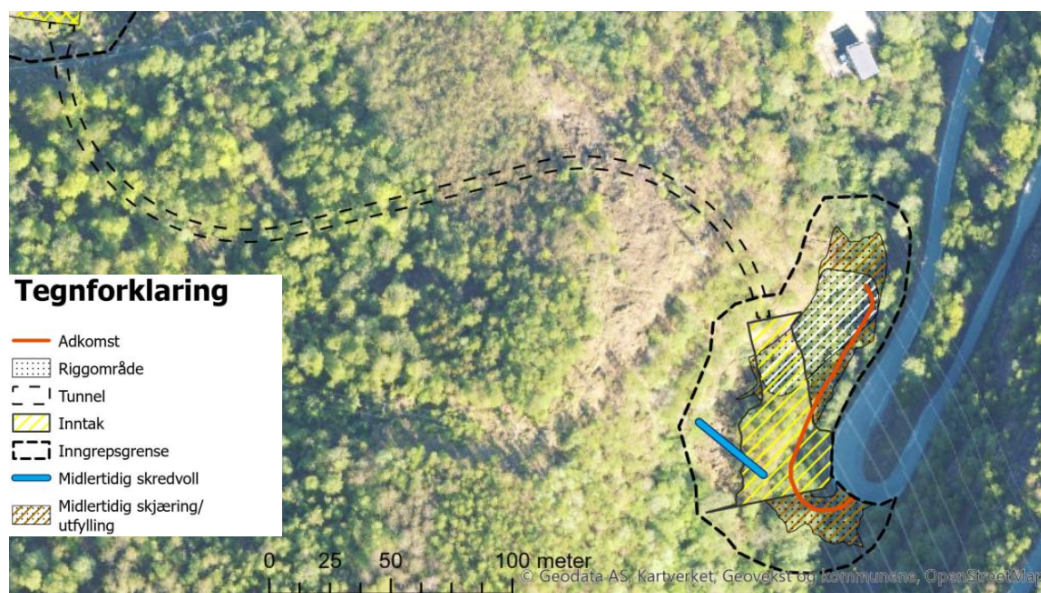 Tegnforklaring
Adkomst
Riggområde
Tunnel
Inntak
Inngrepsgrense
Midlertidig skredvoll
Midlertidig skjæring/
utfylling
0 25 50 100 meter
© Geodata AS, Kartverket, Geovekst og kommunene, OpenStreetMap